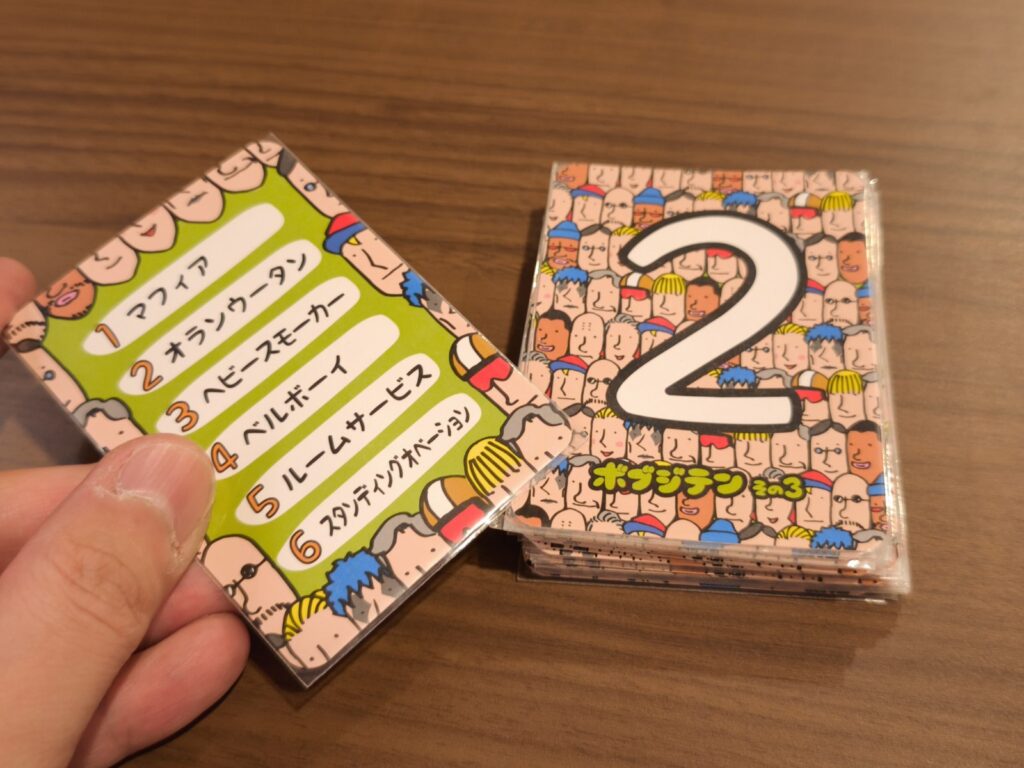 1 マフィア
2 オランウータン
3 ヘビースモーカー
4 ベルボーイ
5 ルームサービス
6 スタンディングオベーション
2
ボブジテン その3